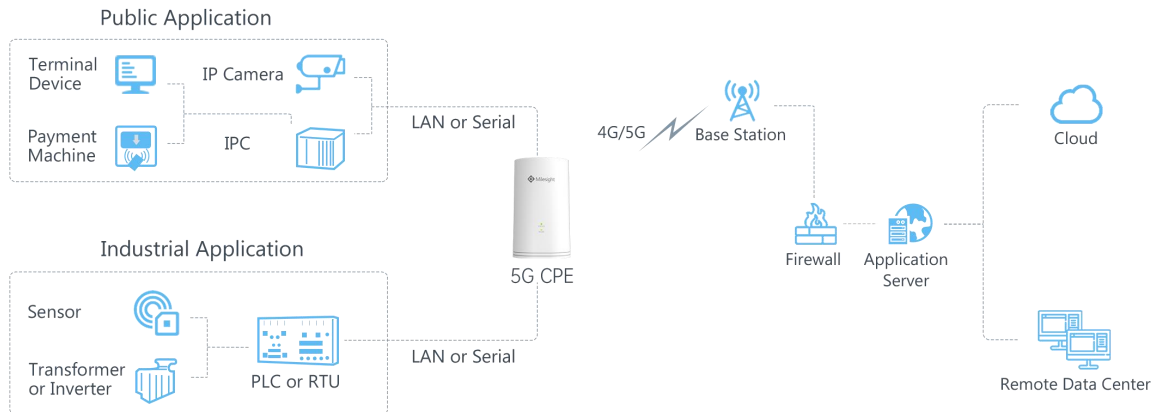 Public Application
Terminal
Device
IP Camera
Payment
Machine
IPC
LAN or Serial
Milesight
5G CPE
Industrial Application
Sensor
Transformer
or Inverter
PLC or RTU
LAN or Serial
4G/5G
Base Station
Firewall
Application
Server
Cloud
Remote Data Center